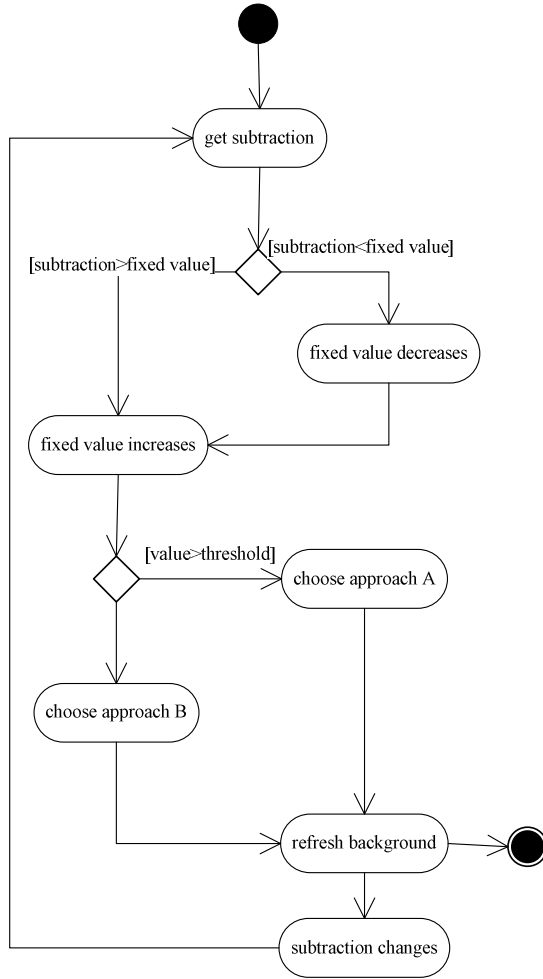 get subtraction
[subtraction<fixed value]
[subtraction>fixed value]
fixed value decreases
fixed value increases
[value>threshold]
choose approach A
choose approach B
refresh background
subtraction changes